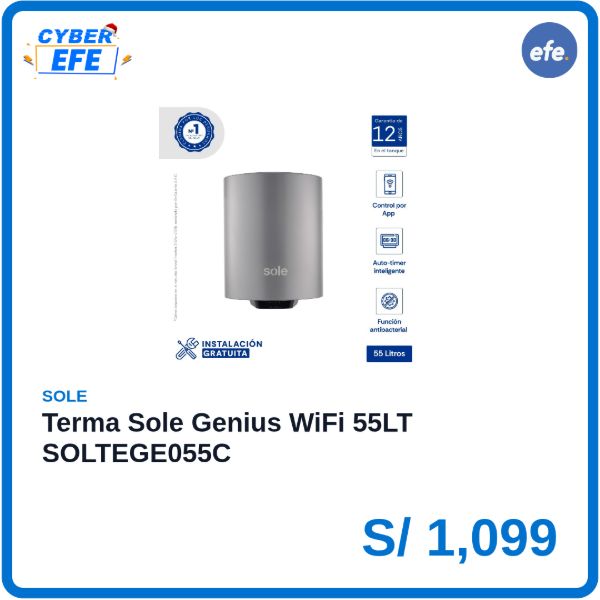 CYBER
EFE
efe.
Nº1
Garantía de
12 AÑOS
En el tanque
Control por
App
Auto-timer
inteligente
Función
antibacterial
55 Litros
sole
INSTALACIÓN
GRATUITA
SOLE
Terma Sole Genius WiFi 55LT
SOLTEGE055C
S/ 1,099